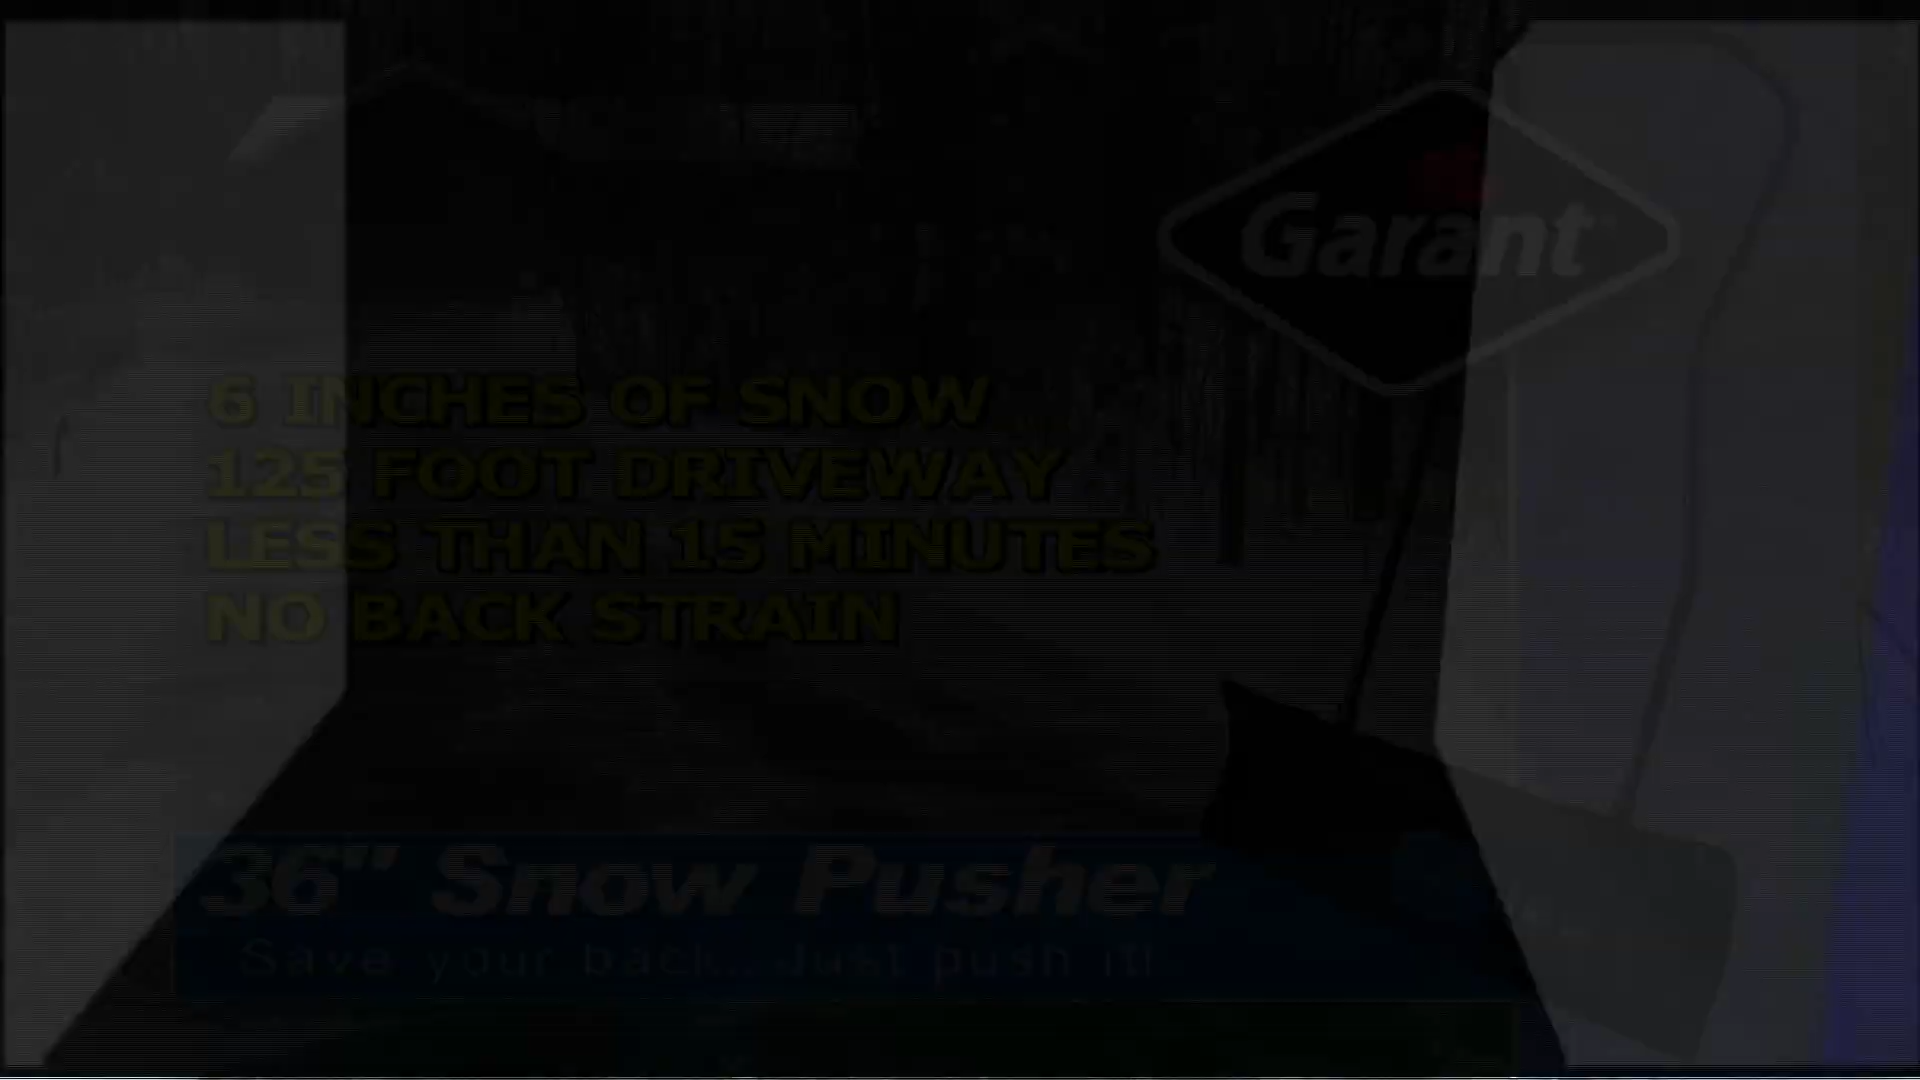 Garant
6 INCHES OF SNOW
125 FOOT DRIVEWAY
LESS THAN 15 MINUTES
NO BACK STRAIN
36" Snow Pusher
Save your back... Just push it!